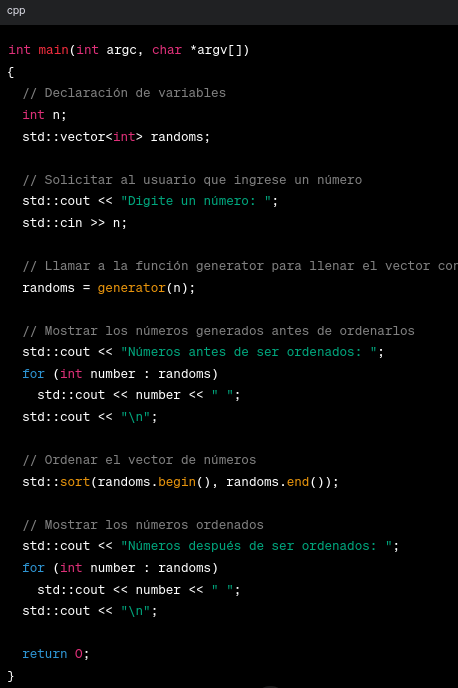 cpp
int main(int argc, char *argv[])
{
  // Declaración de variables
  int n;
  std::vector<int> randoms;
  // Solicitar al usuario que ingrese un número
  std::cout << "Digite un número: ";
  std::cin >> n;
  // Llamar a la función generator para llenar el vector con
  randoms = generator(n);
  // Mostrar los números generados antes de ordenarlos
  std::cout << "Números antes de ser ordenados: ";
  for (int number : randoms)
    std::cout << number << " ";
  std::cout << "\n";
  // Ordenar el vector de números
  std::sort(randoms.begin(), randoms.end());
  // Mostrar los números ordenados
  std::cout << "Números después de ser ordenados: ";
  for (int number : randoms)
    std::cout << number << " ";
  std::cout << "\n";
  return 0;
}